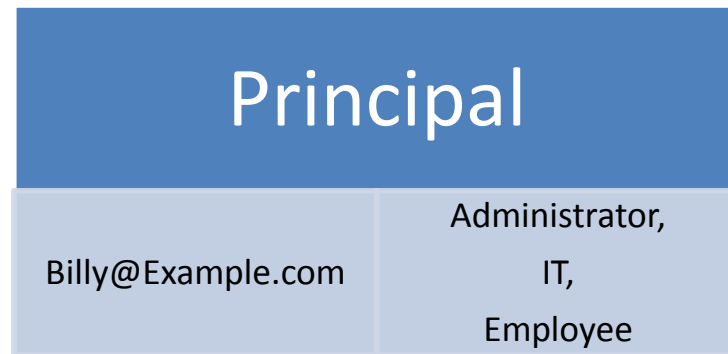 Principal
Billy@Example.com
Administrator,
IT,
Employee